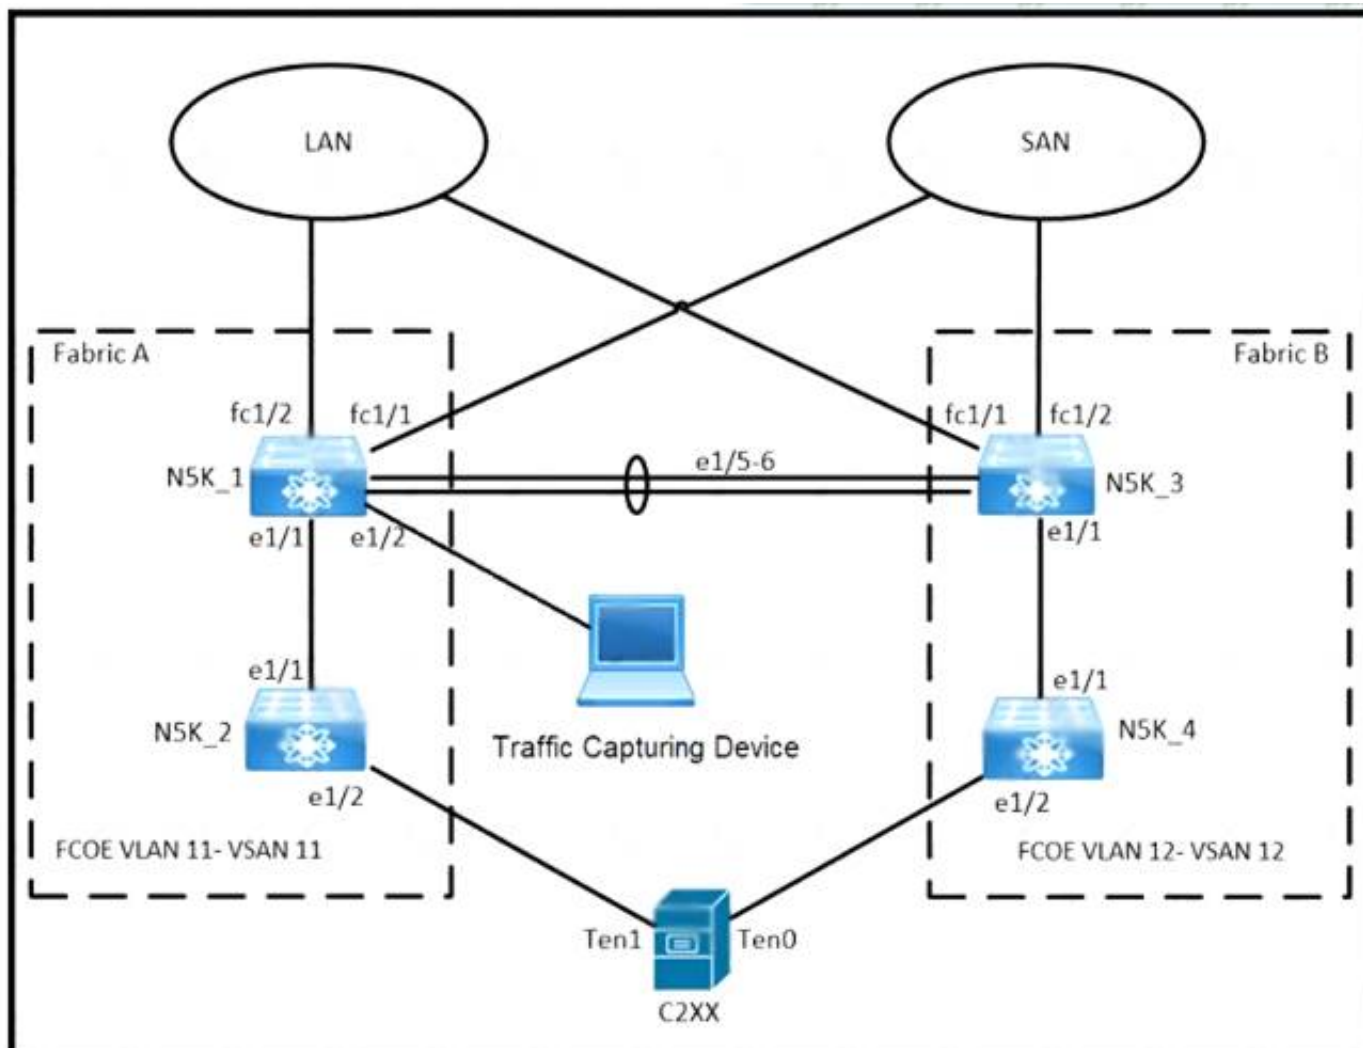 LAN
SAN
Fabric A
Fabric B
fc1/2
fc1/1
fc1/1
fc1/2
N5K_1
e1/5-6
N5K_3
e1/1
e1/2
e1/1
e1/1
e1/1
N5K_2
Traffic Capturing Device
N5K_4
e1/2
e1/2
FCOE VLAN 11- VSAN 11
FCOE VLAN 12- VSAN 12
Ten1
Ten0
C2XX